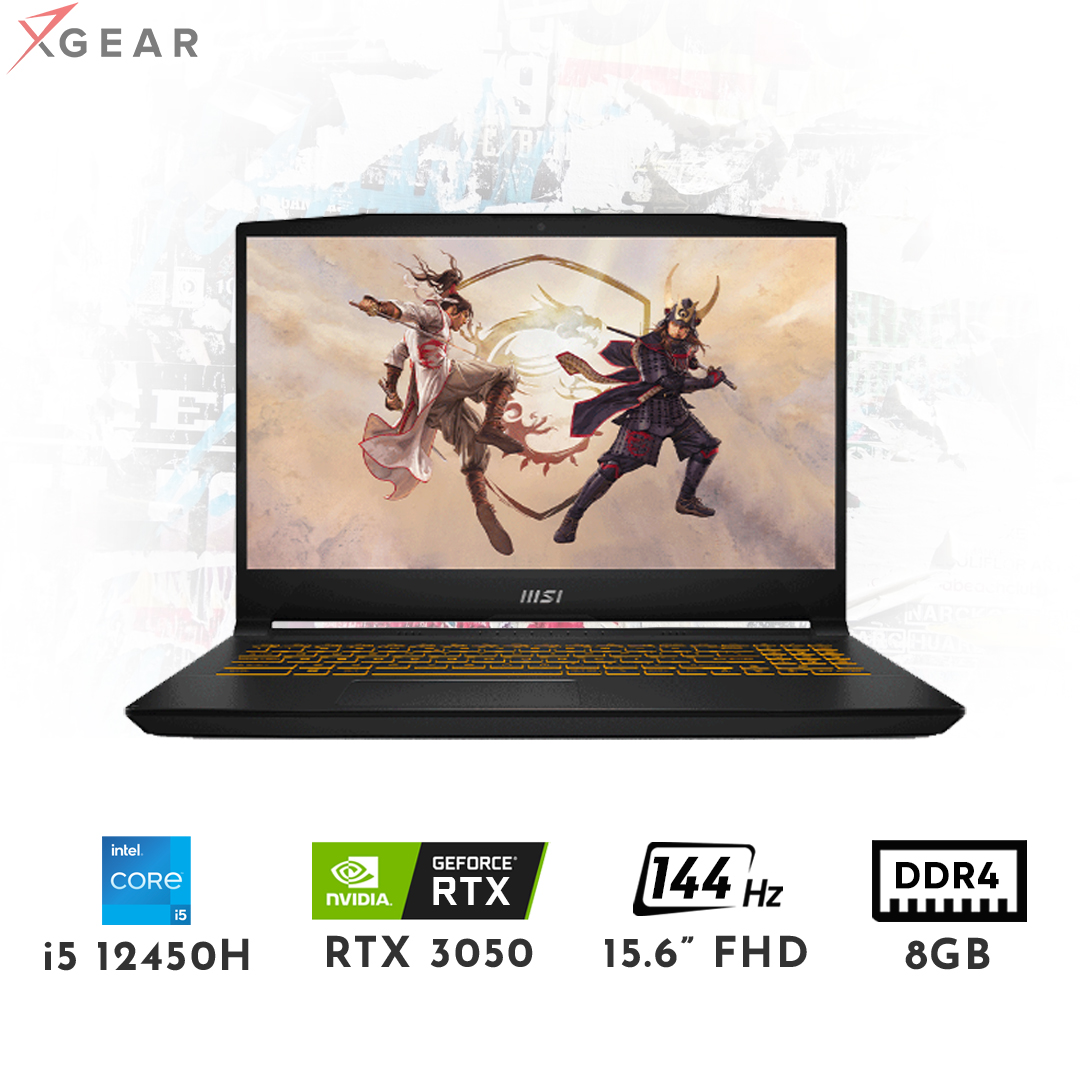 XGEAR
E/BI
msi
intel.
CORE
i5
i5 12450H
NVIDIA.
GEFORCE®
RTX
RTX 3050
144 Hz
15.6” FHD
DDR4
8GB